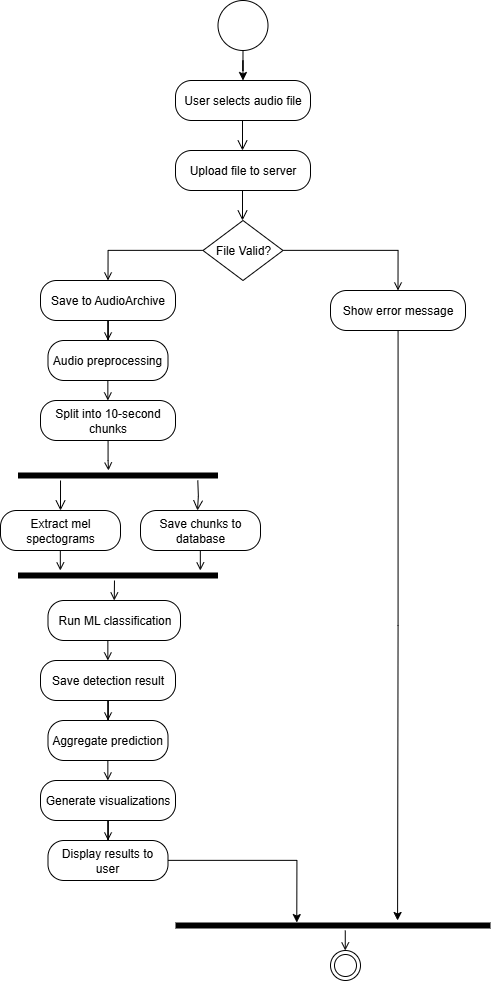 User selects audio file
Upload file to server
File Valid?
Save to AudioArchive
Show error message
Audio preprocessing
Split into 10-second
chunks
Extract mel
spectograms
Save chunks to
database
Run ML classification
Save detection result
Aggregate prediction
Generate visualizations
Display results to
user